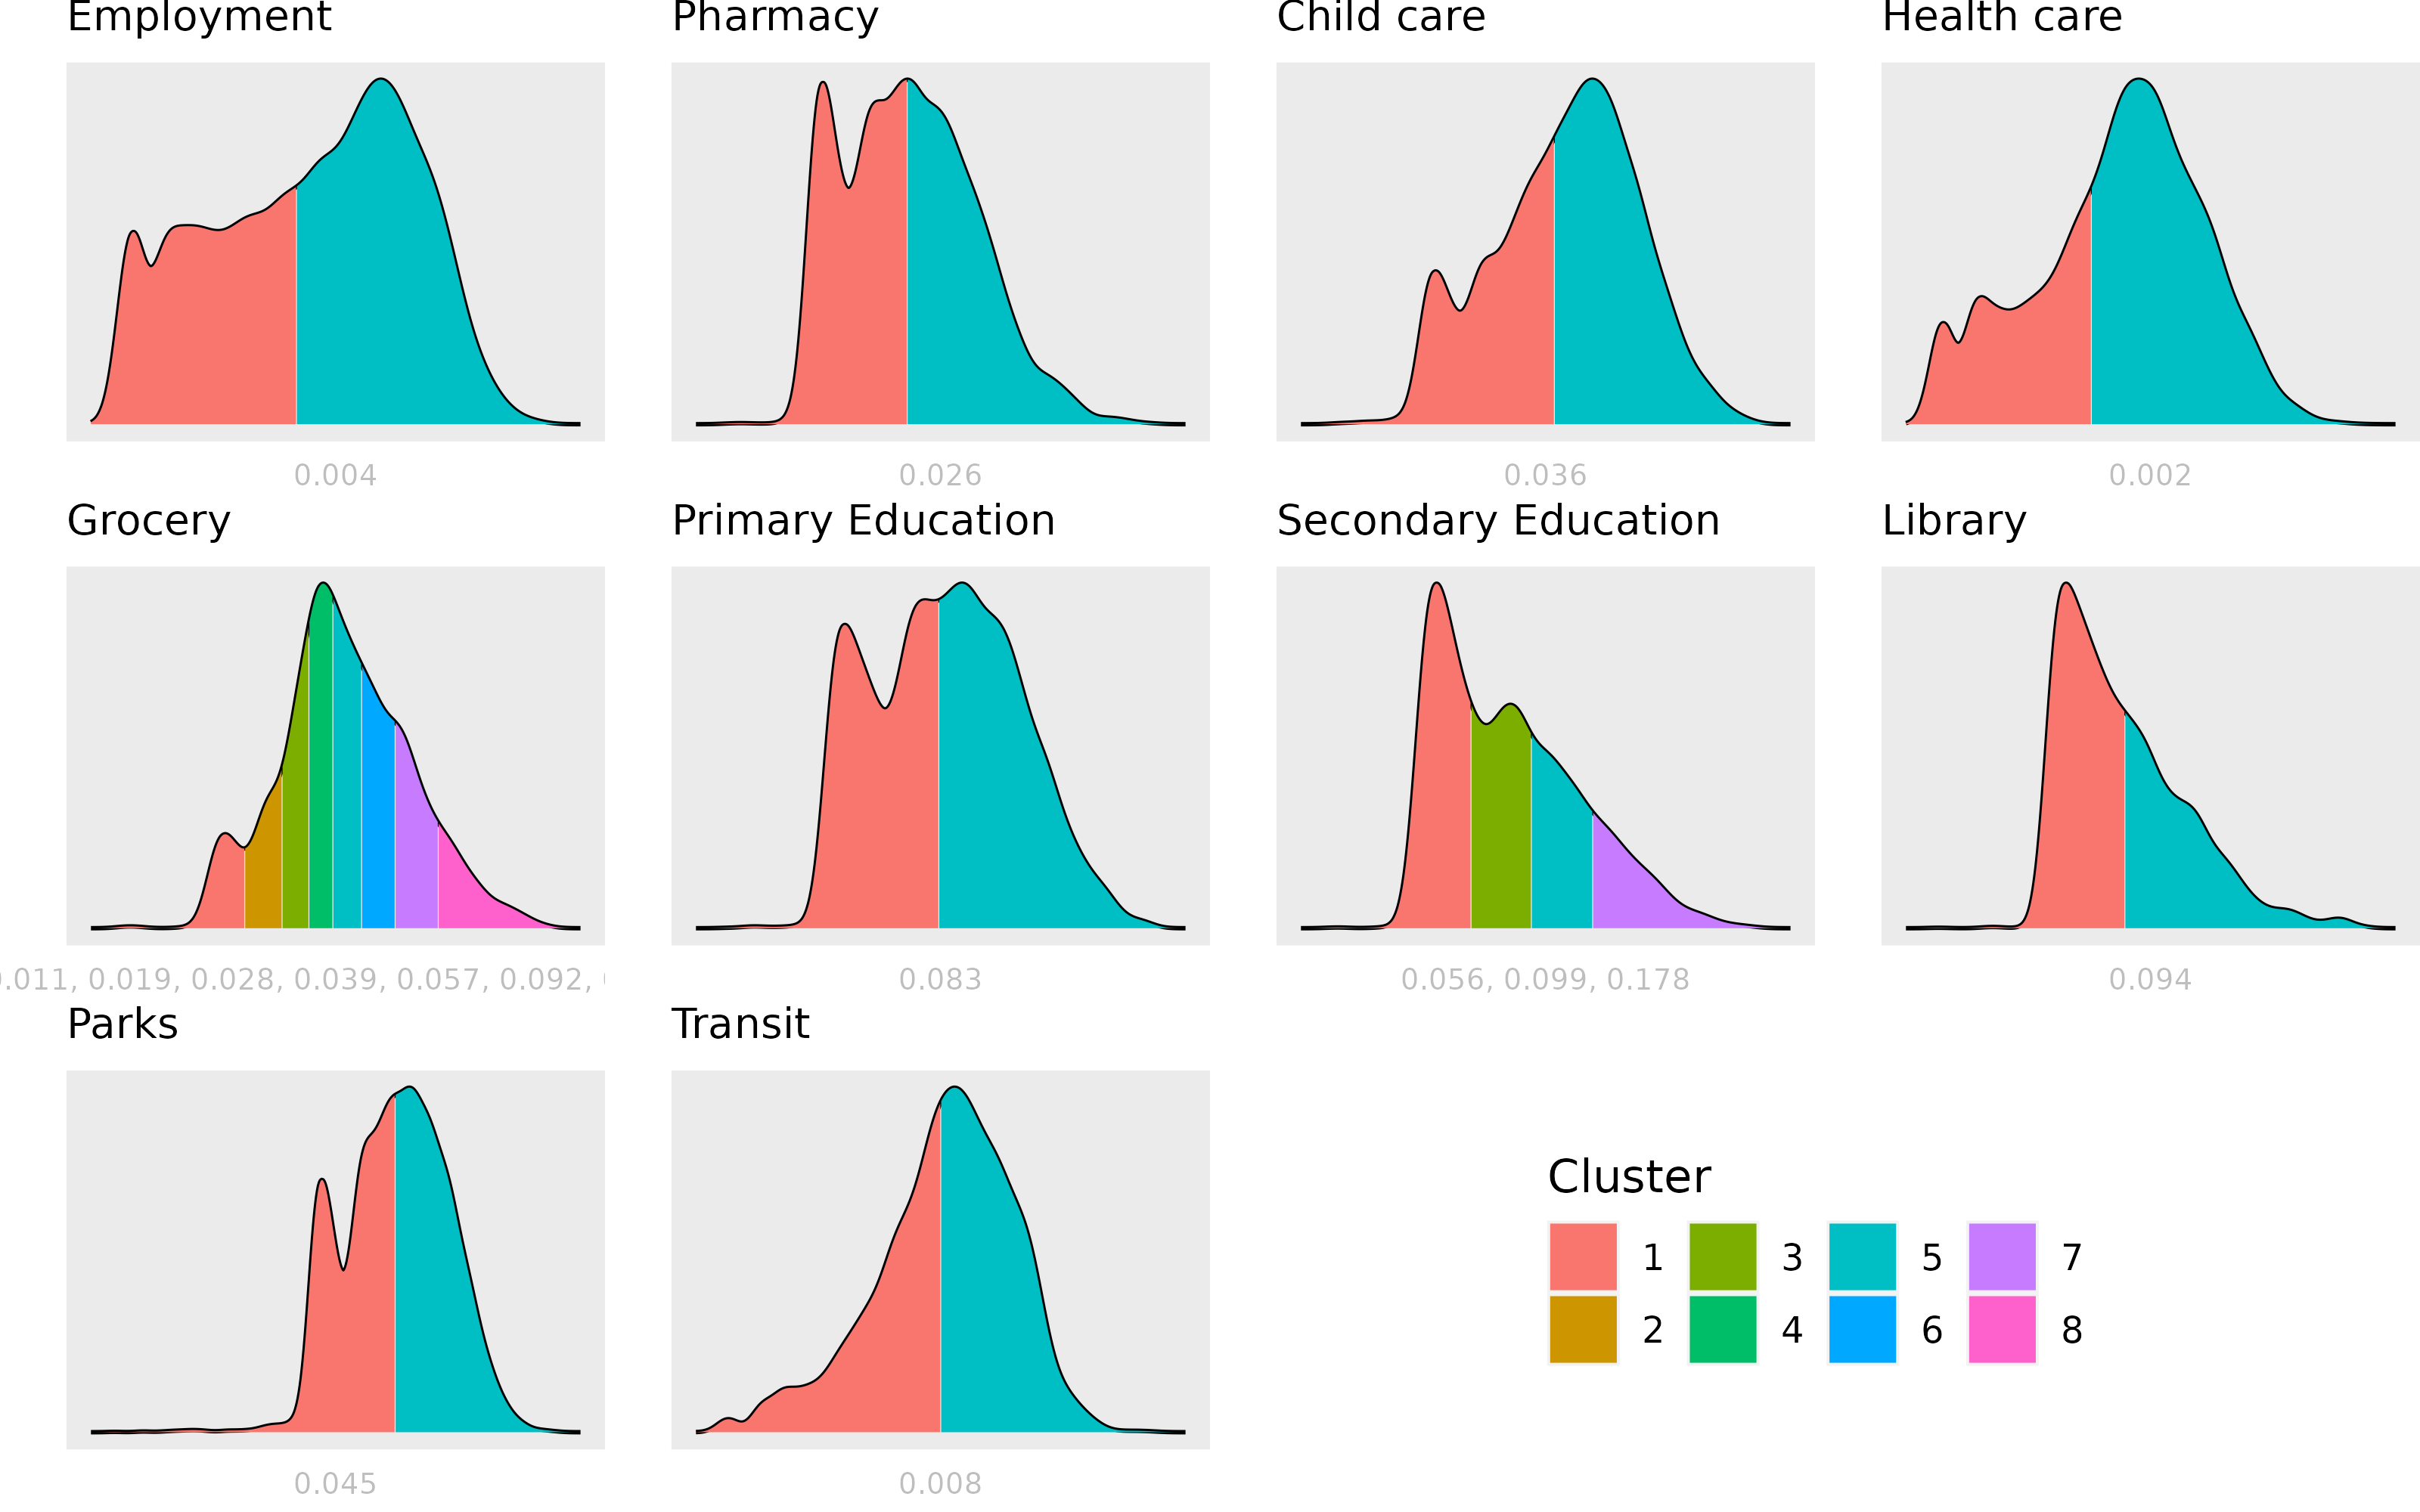 Employment
Pharmacy
Child care
Health care
0.004
0.026
0.036
0.002
Grocery
Primary Education
Secondary Education
Library
.011, 0.019, 0.028, 0.039, 0.057, 0.092,
0.083
0.056, 0.099, 0.178
0.094
Parks
Transit
Cluster
1
3
5
7
2
4
6
8
0.045
0.008